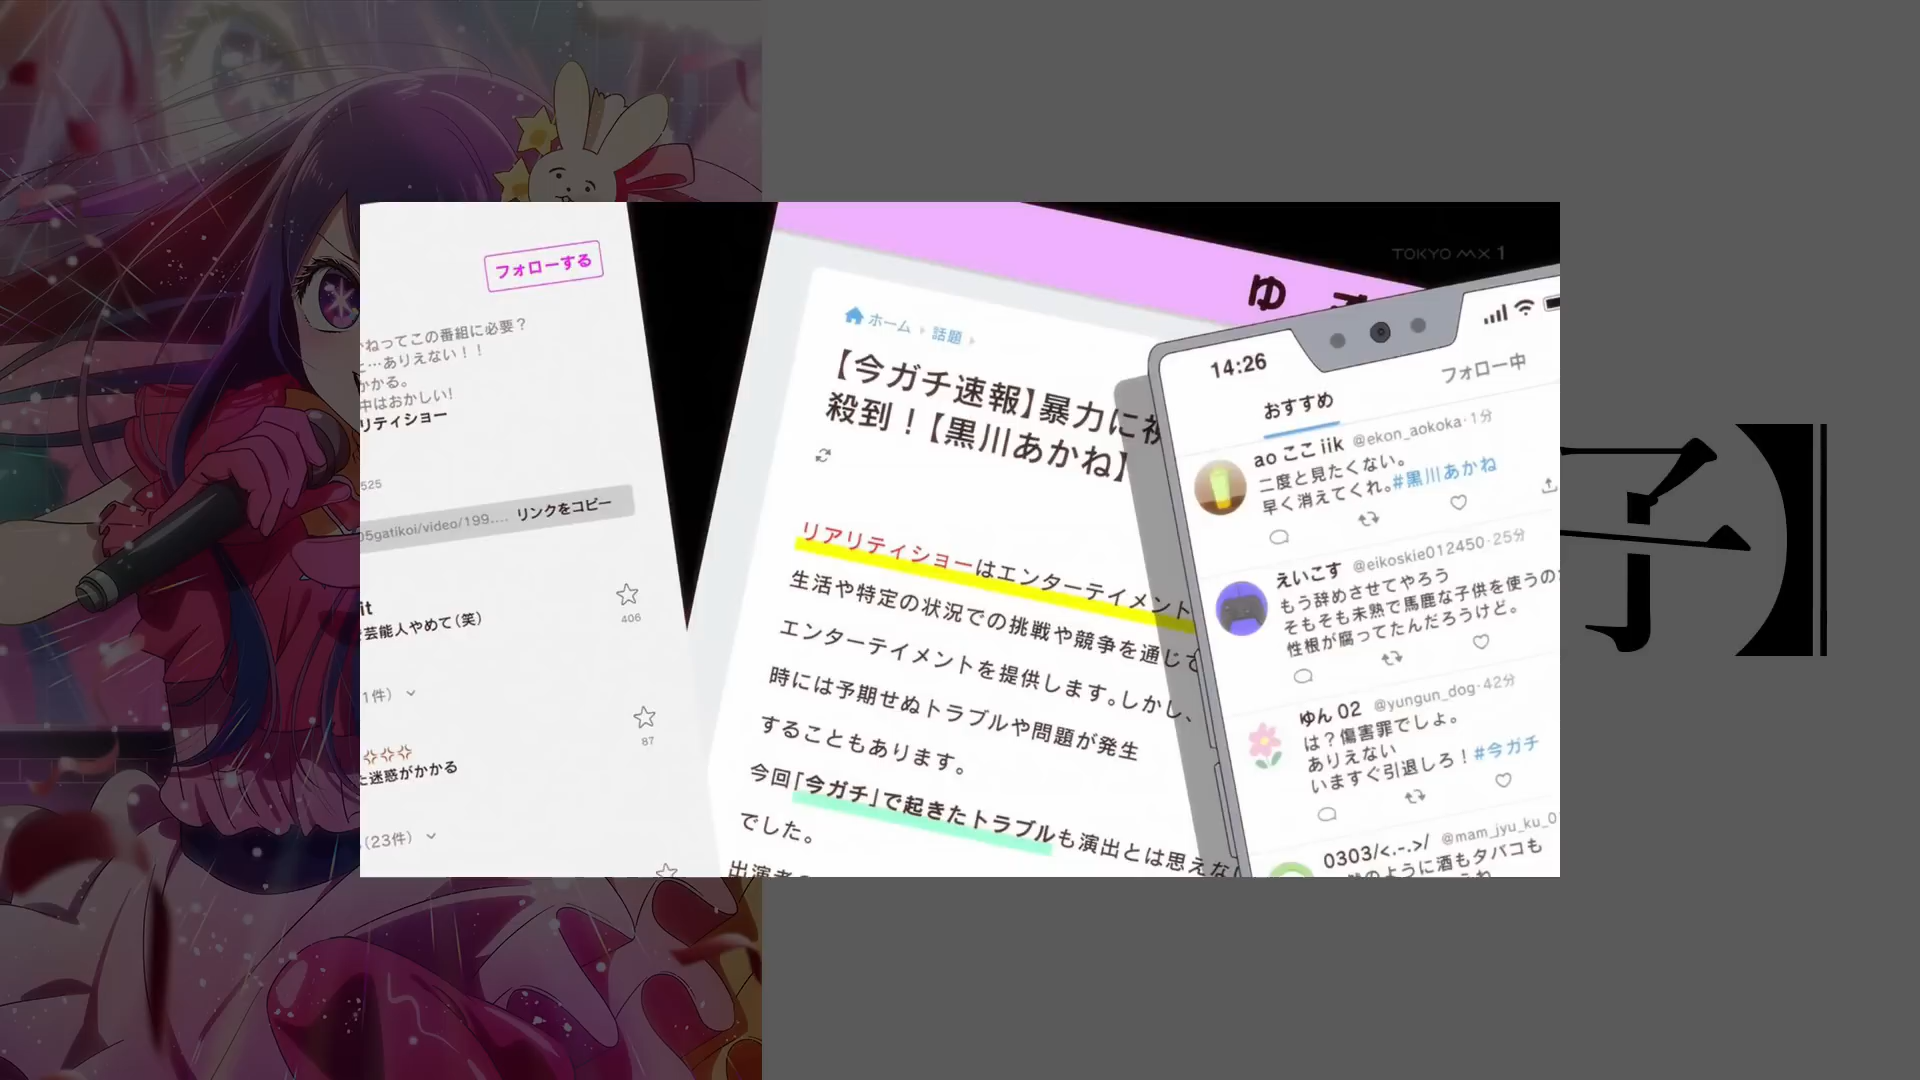 フォローする
ねってこの番組に必要？
…ありえない！！
かかる。
中はおかしい!
リティショー
525
05gatikoi/video/199.... リンクをコピー
it
芸能人やめて（笑）
406
1件）
87
迷惑がかかる
（23件）
TOKYO MX 1
ゆ
ホーム 話題
【今ガチ速報】暴力に
殺到！【黒川あかね】
リアリティショーはエンターテイメント
生活や特定の状況での挑戦や競争を通じて
エンターテイメントを提供します。しかし、
時には予期せぬトラブルや問題が発生
することもあります。
今回「今ガチ」で起きたトラブルも演出とは思えな
でした。
出演者の
14:26
おすすめ フォロー中
ao ここ iik @ekon_aokoka·1分
二度と見たくない。
早く消えてくれ。#黒川あかね
えいこす @eikoskie012450·25分
もう辞めさせてやろう
そもそも未熟で馬鹿な子供を使うの
性根が腐ってたんだろうけど。
ゆん 02 @yungun_dog·42分
は？傷害罪でしょ。
ありえない
いますぐ引退しろ！#今ガチ
0303/<.-.>/ @mam_jyu_ku_0
のように酒もタバコも
子】